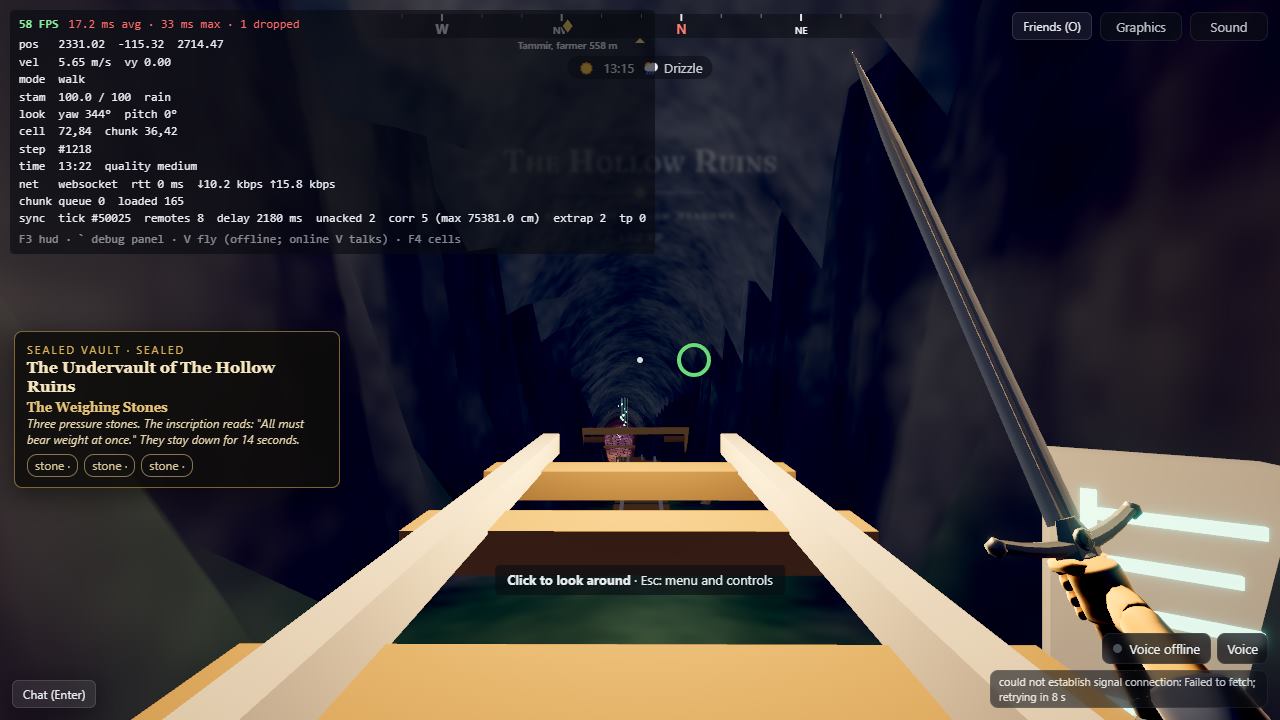 58 FPS 17.2 ms avg · 33 ms max · 1 dropped
pos 2331.02 -115.32 2714.47
vel 5.65 m/s vy 0.00
mode walk
stam 100.0 / 100 rain
look yaw 344° pitch 0°
cell 72,84 chunk 36,42
step #1218
time 13:22 quality medium
net websocket rtt 0 ms ↓10.2 kbps ↑15.8 kbps
chunk queue 0 loaded 165
sync tick #50025 remotes 8 delay 2180 ms unacked 2 corr 5 (max 75381.0 cm) extrap 2 tp 0
F3 hud · ` debug panel · V fly (offline; online V talks) · F4 cells
W NW N NE
Tammir, farmer 558 m
13:15 Drizzle
Friends (O) Graphics Sound
The Hollow Ruins
SEALED VAULT · SEALED
The Undervault of The Hollow
Ruins
The Weighing Stones
Three pressure stones. The inscription reads: "All must
bear weight at once." They stay down for 14 seconds.
stone · stone · stone ·
Click to look around · Esc: menu and controls
Voice offline Voice
could not establish signal connection: Failed to fetch;
retrying in 8 s
Chat (Enter)